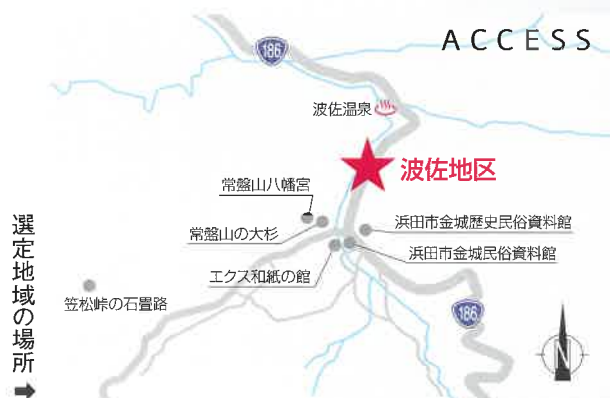 ACCESS
186
波佐温泉
波佐地区
常盤山八幡宮
常盤山の大杉
浜田市金城歴史民俗資料館
浜田市金城民俗資料館
エクス和紙の館
笠松峠の石畳路
186
N
選定地域の場所➡